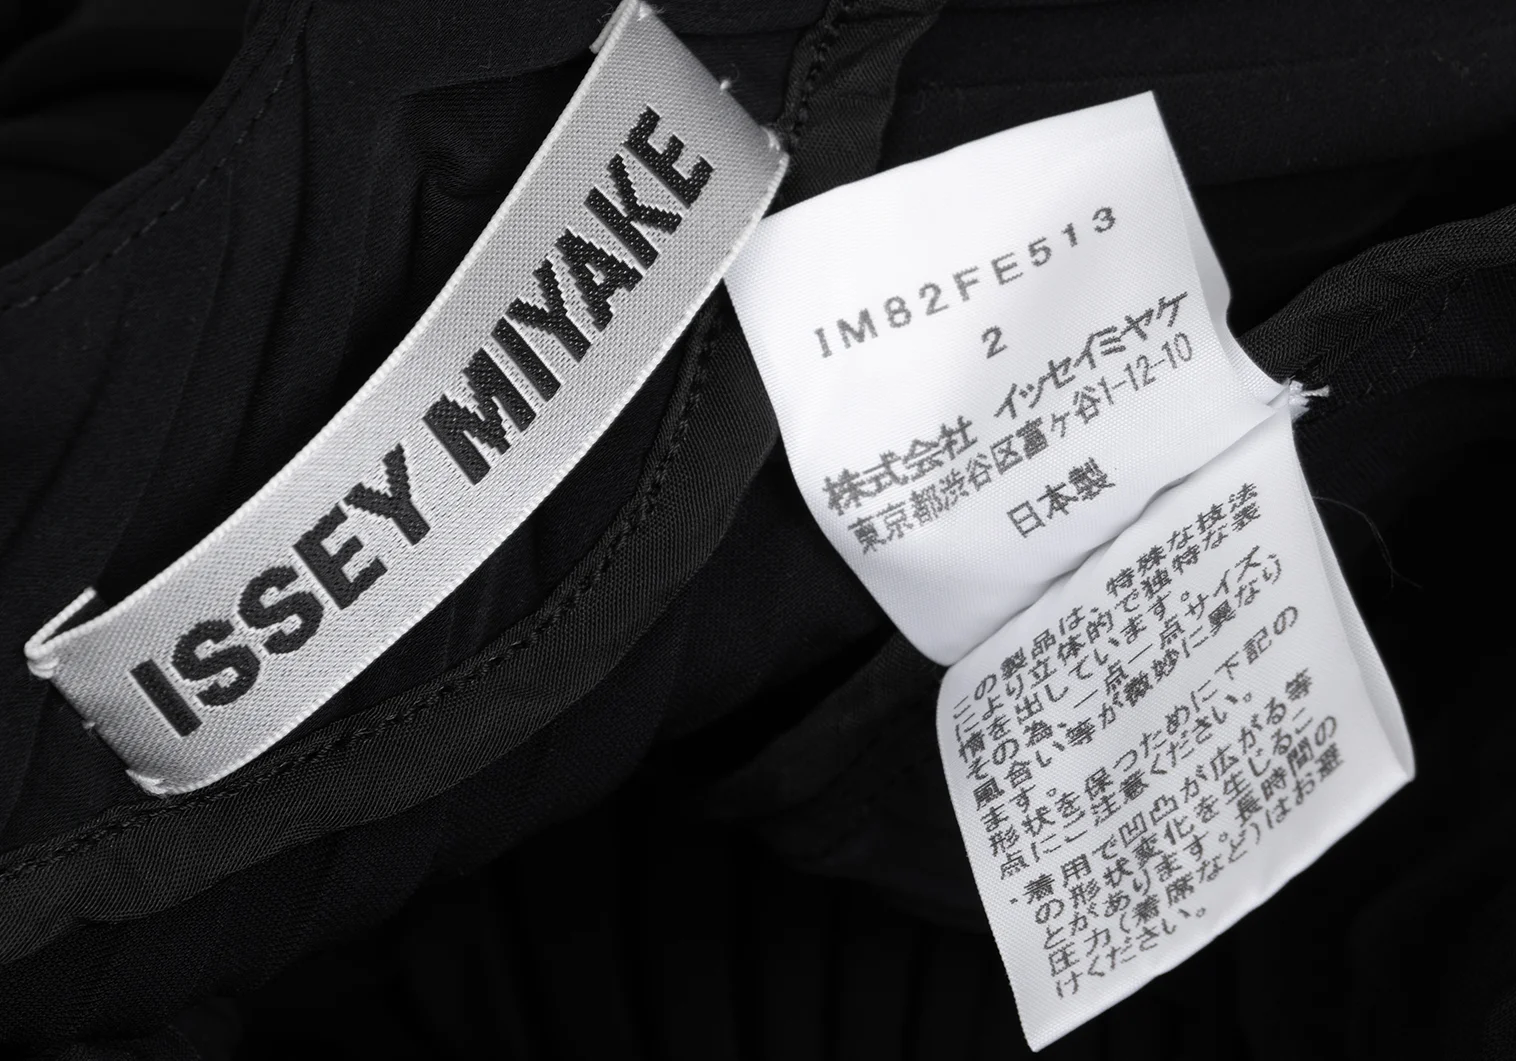 ISSEY MIYAKE
IM82FE513
2
株式会社 イッセイミヤケ
東京都渋谷区富ヶ谷1-12-10
日本製
この製品は、特殊な技法
により立体的で独特な表
情を出しています。
その為、一点一点サイズ、
風合い等が微妙に異なり
ます。
形状を保つために下記の
点にご注意ください。
・着用で凹凸が広がる等
の形状変化を生じるこ
とがあります。長時間の
圧力(着席など)はお避
けください。